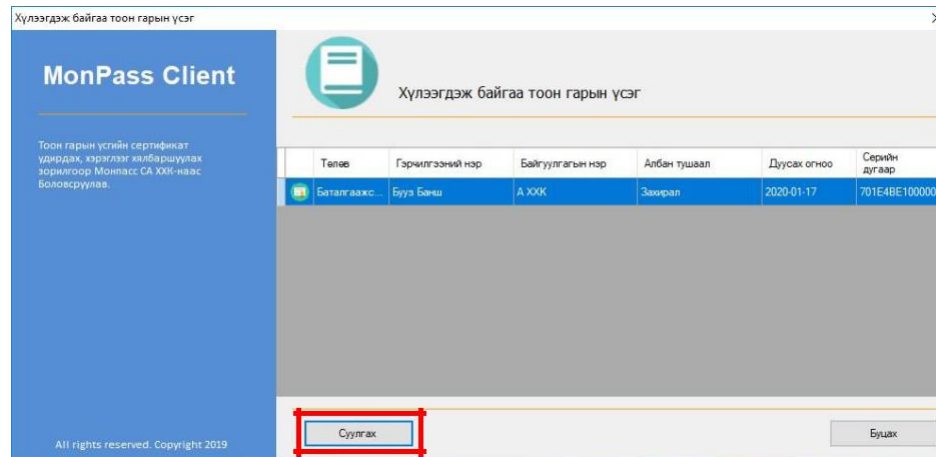 Хүлээгдэж байгаа тоон гарын үсэг
MonPass Client
Тоон гарын үсгийн сертификат
удирдах, хэрэглээг хялбаршуулах
зорилгоор Монпасс СА ХХК-наас
Боловсруулав.
All rights reserved. Copyright 2019
Хүлээгдэж байгаа тоон гарын үсэг
Төлөв Гэрчилгээний нэр Байгуулгагын нэр Албан тушаал Дуусах огноо Серийн дугаар
Баталгаажс... Бууз Банш А ХХК Захирал 2020-01-17 701E4BE100000
Суулгах Буцах